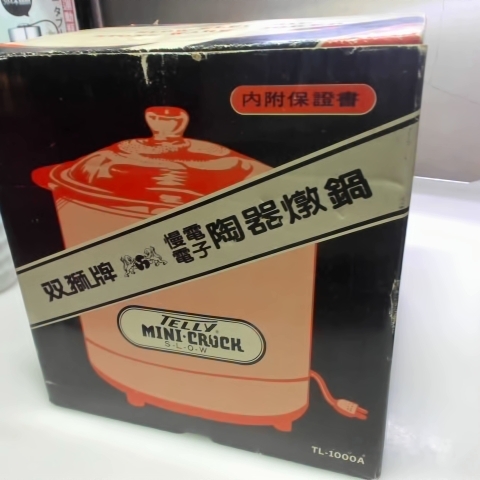 內附保證書
双獅牌
慢電
電子
陶器燉鍋
TELLY
MINI-CROCK
S-L-O-W
TL-1000A